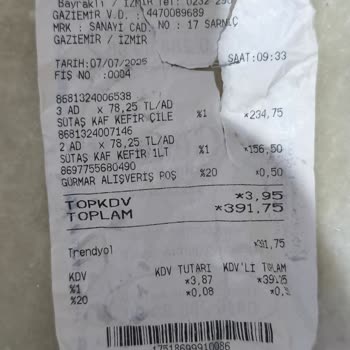 Bayraklı / İZMİR Tel: 0232-290
GAZİEMİR V.D. : 4470089689
MRK : SANAYİ CAD. NO : 17 SARNIÇ
GAZİEMİR / İZMİR
TARİH:07/07/2025 SAAT:09:33
FİŞ NO :0004
8681324006538
3 AD x 78,25 TL/AD
SÜTAŞ KAF KEFİR ÇİLE %1 *234,75
8681324007146
2 AD x 78,25 TL/AD
SÜTAŞ KAF KEFİR 1LT %1 *156,50
8697755680490
GÜRMAR ALIŞVERİŞ POŞ %20 *0,50
TOPKDV *3,95
TOPLAM *391,75
Trendyol *391,75
KDV KDV TUTARI KDV'Lİ TOPLAM
%1 *3,87
%20 *0,08